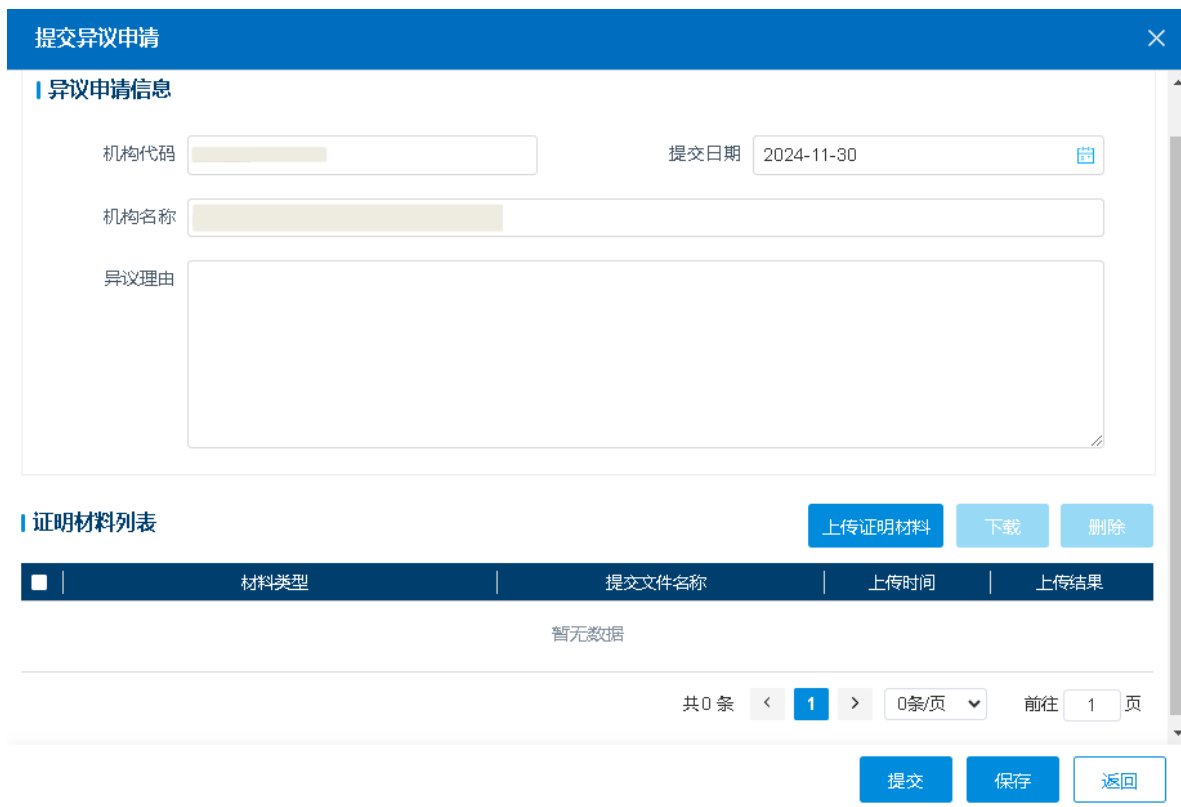 提交异议申请
异议申请信息
机构代码
提交日期 2024-11-30
机构名称
异议理由
证明材料列表 上传证明材料 下载 删除
材料类型 提交文件名称 上传时间 上传结果
暂无数据
共0条 1 0条/页 前往 1 页
提交 保存 返回